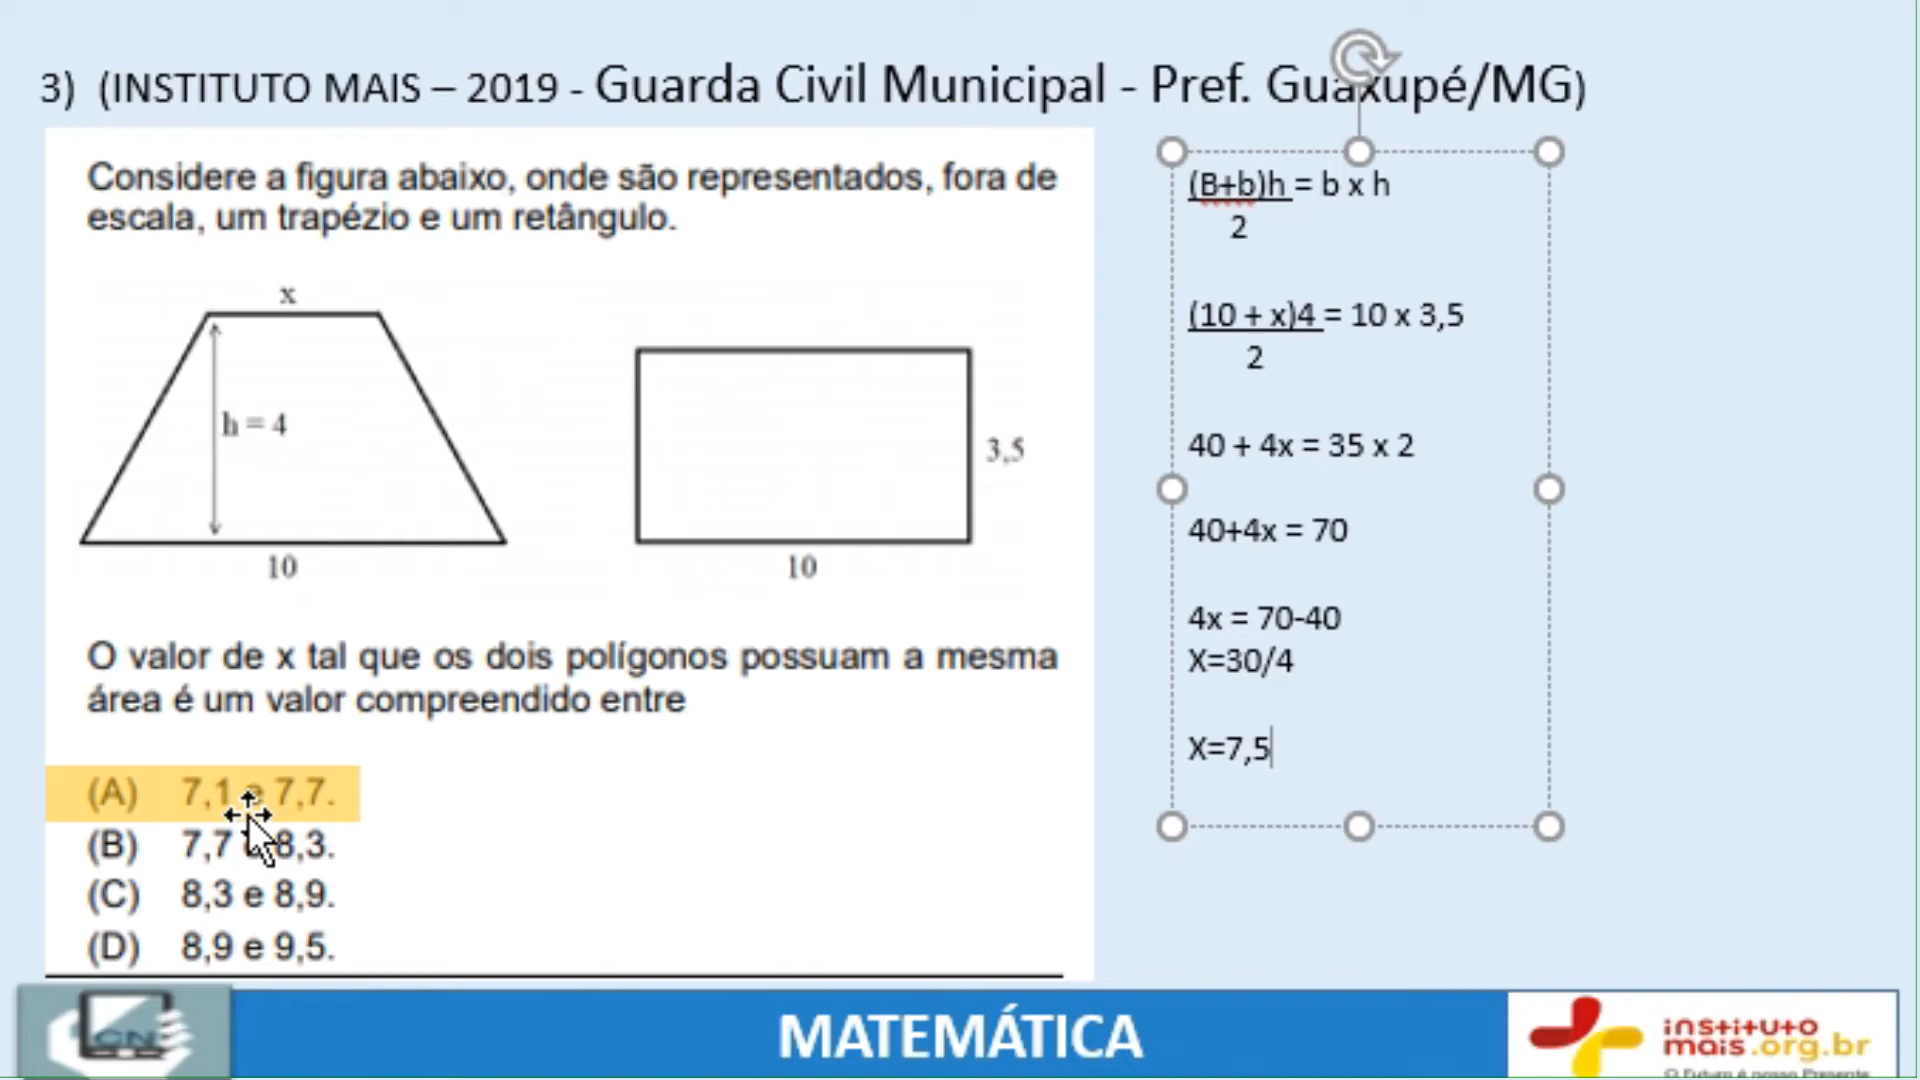 3) (INSTITUTO MAIS – 2019 - Guarda Civil Municipal - Pref. Guaxupé/MG)
Considere a figura abaixo, onde são representados, fora de
escala, um trapézio e um retângulo.
x
h = 4
10
3,5
10
O valor de x tal que os dois polígonos possuam a mesma
área é um valor compreendido entre
(A) 7,1 e 7,7.
(B) 7,7 e 8,3.
(C) 8,3 e 8,9.
(D) 8,9 e 9,5.
(B+b)h = b x h
2
(10 + x)4 = 10 x 3,5
2
40 + 4x = 35 x 2
40+4x = 70
4x = 70-40
X=30/4
X=7,5
CN
MATEMÁTICA
instituto
mais.org.br
O Futuro é nosso Presente